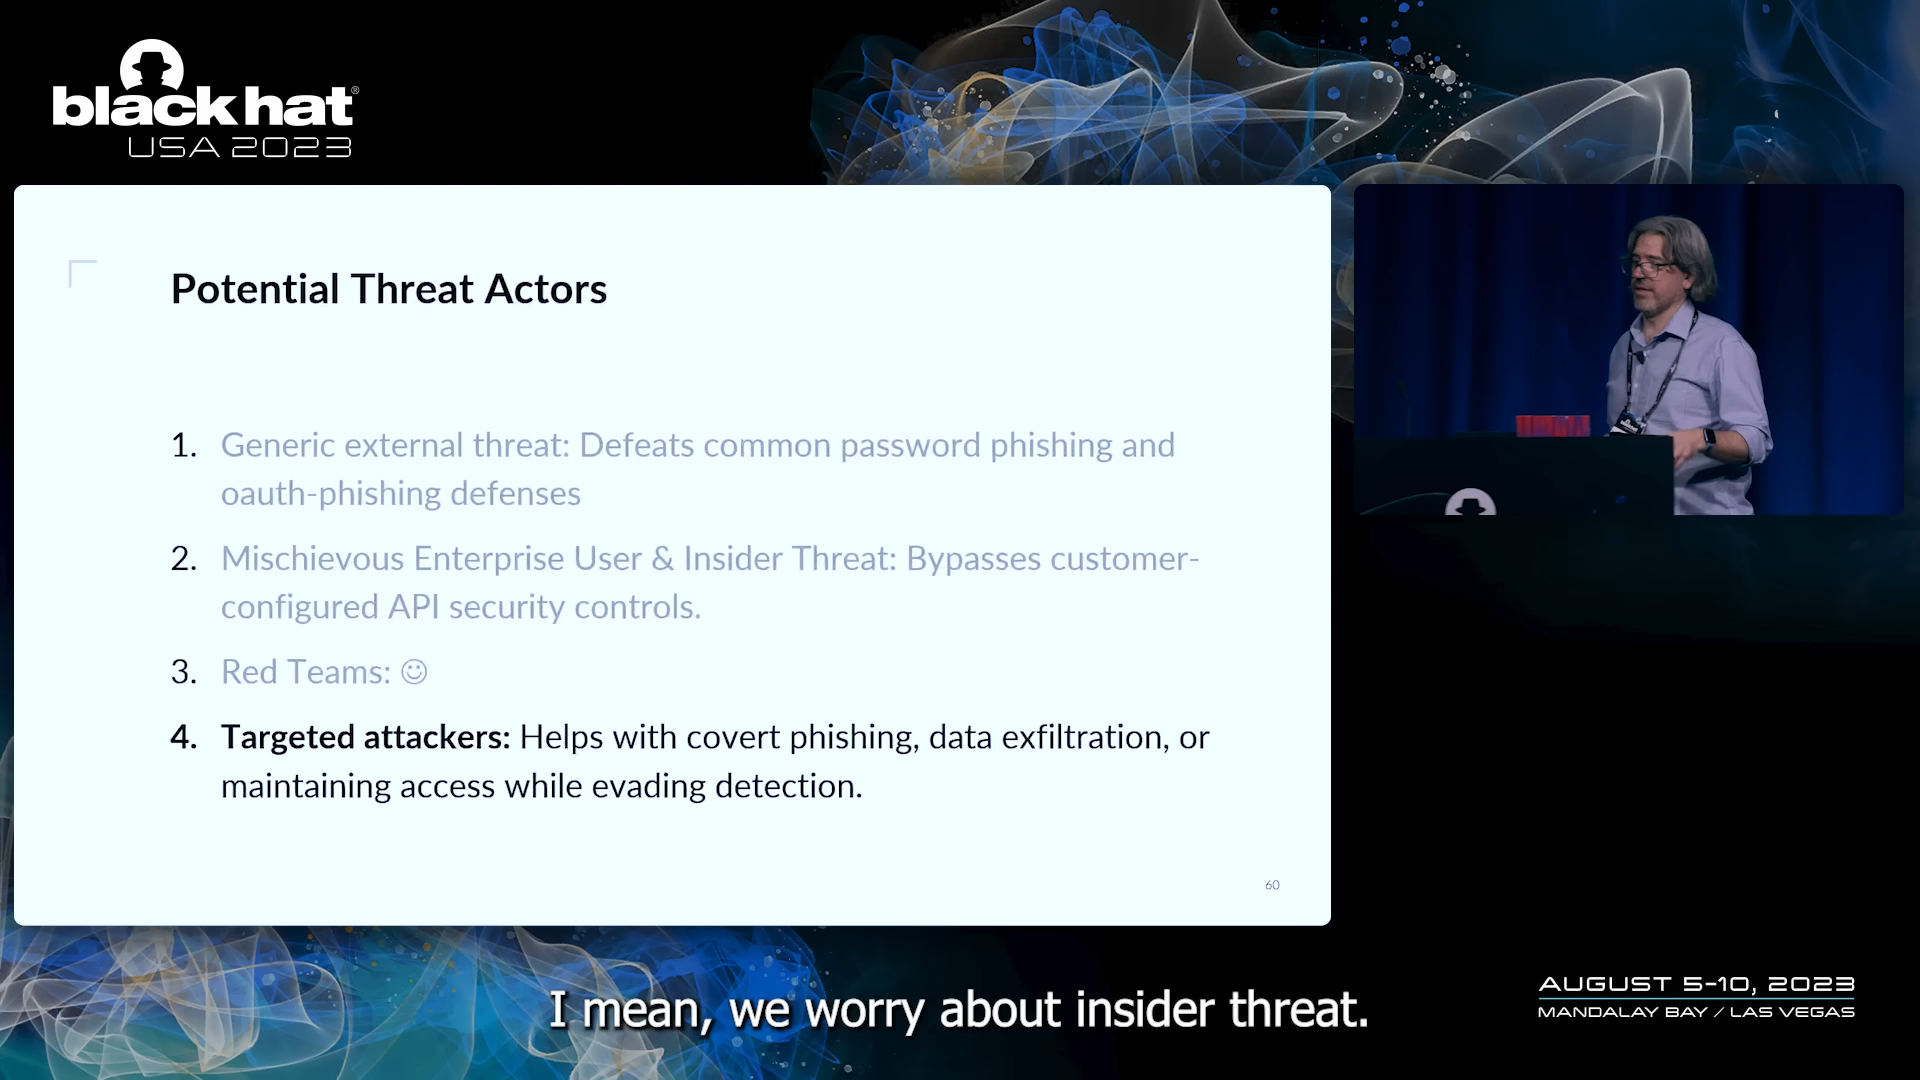 black hat®
USA 2023
Potential Threat Actors
1. Generic external threat: Defeats common password phishing and
oauth-phishing defenses
2. Mischievous Enterprise User & Insider Threat: Bypasses customer-
configured API security controls.
3. Red Teams: ☺
4. Targeted attackers: Helps with covert phishing, data exfiltration, or
maintaining access while evading detection.
60
I mean, we worry about insider threat.
AUGUST 5-10, 2023
MANDALAY BAY / LAS VEGAS